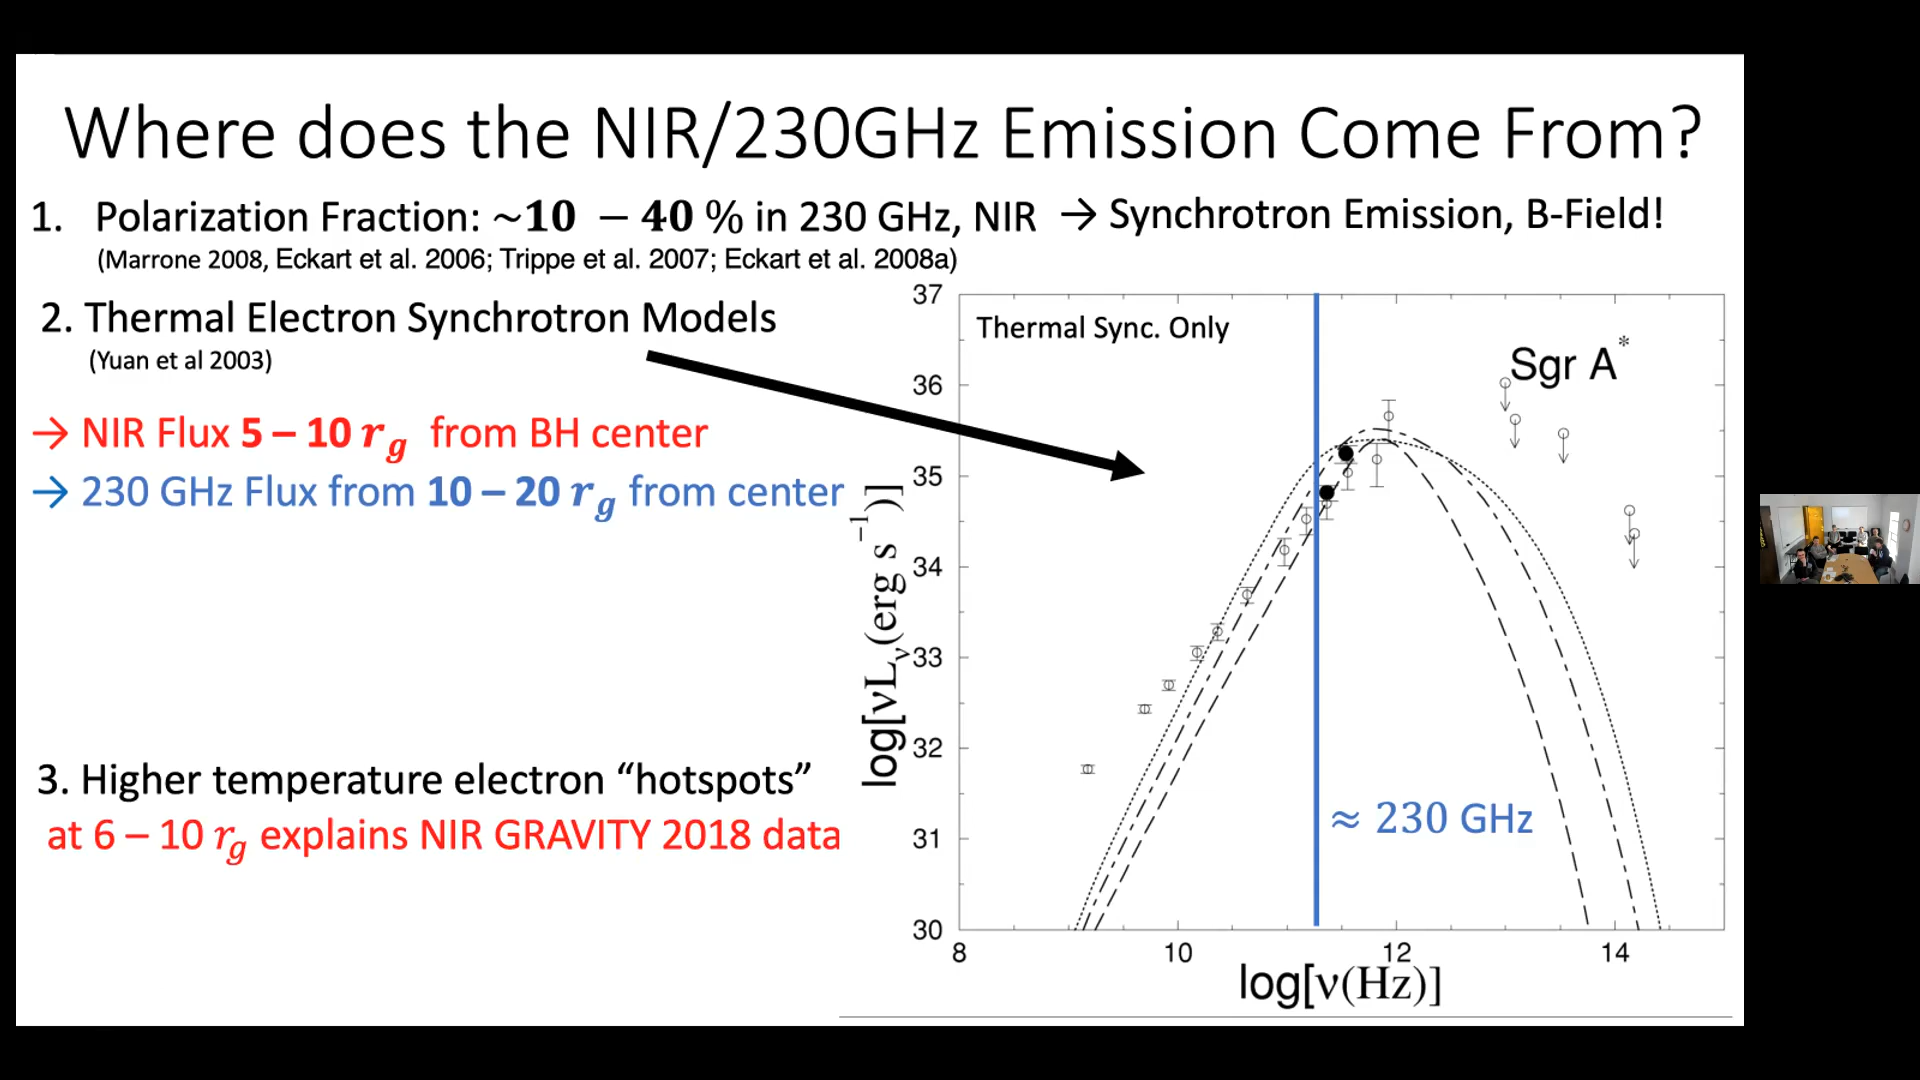 Where does the NIR/230GHz Emission Come From?
1. Polarization Fraction: ~10 – 40 % in 230 GHz, NIR → Synchrotron Emission, B-Field!
(Marrone 2008, Eckart et al. 2006; Trippe et al. 2007; Eckart et al. 2008a)
2. Thermal Electron Synchrotron Models
(Yuan et al 2003)
→ NIR Flux 5 – 10 r_g from BH center
→ 230 GHz Flux from 10 – 20 r_g from center
3. Higher temperature electron “hotspots”
at 6 – 10 r_g explains NIR GRAVITY 2018 data
Thermal Sync. Only
Sgr A*
≈ 230 GHz
log[νL_ν(erg s⁻¹)]
37
36
35
34
33
32
31
30
8 10 12 14
log[ν(Hz)]